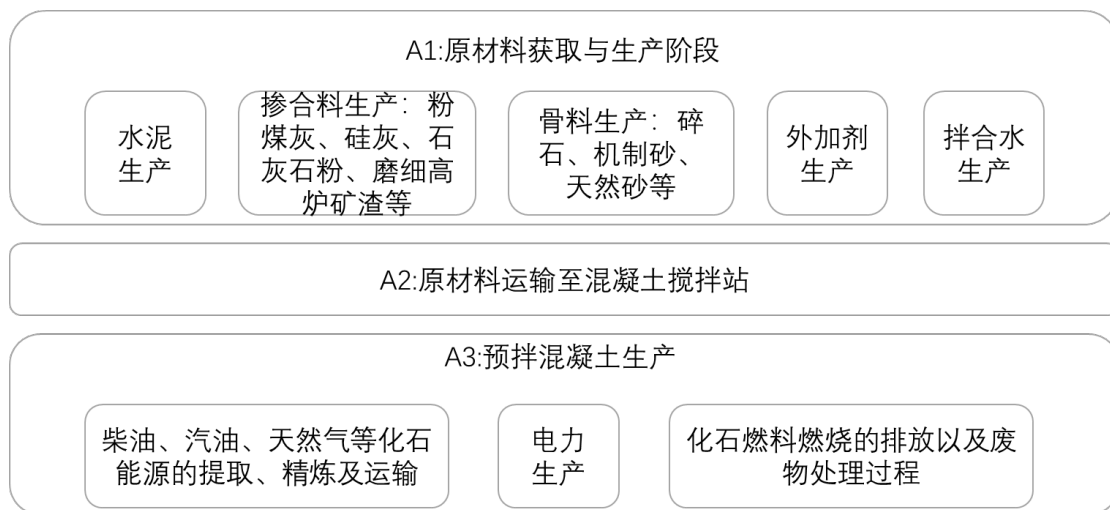 A1:原材料获取与生产阶段
水泥
生产
掺合料生产：粉
煤灰、硅灰、石
灰石粉、磨细高
炉矿渣等
骨料生产：碎
石、机制砂、
天然砂等
外加剂
生产
拌合水
生产
A2:原材料运输至混凝土搅拌站
A3:预拌混凝土生产
柴油、汽油、天然气等化石
能源的提取、精炼及运输
电力
生产
化石燃料燃烧的排放以及废
物处理过程